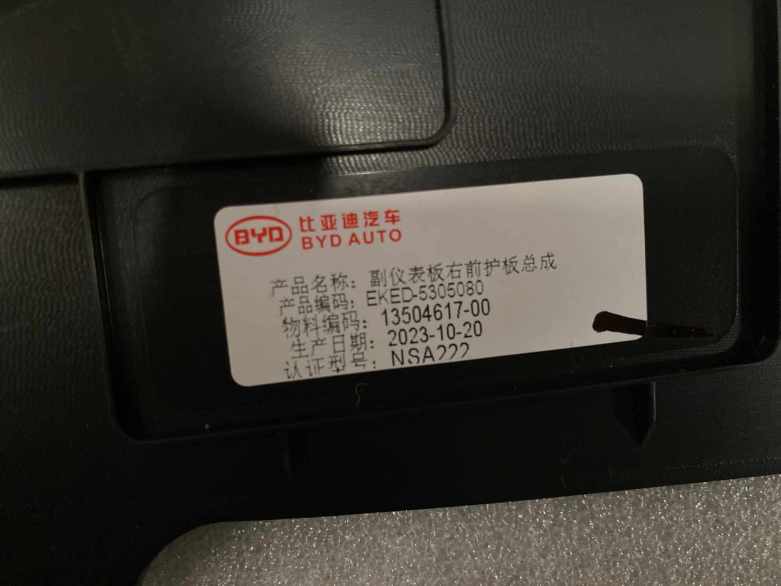 BYD
比亚迪汽车
BYD AUTO
产品名称: 副仪表板右前护板总成
产品编码: EKED-5305080
物料编码: 13504617-00
生产日期: 2023-10-20
认证型号: NSA222